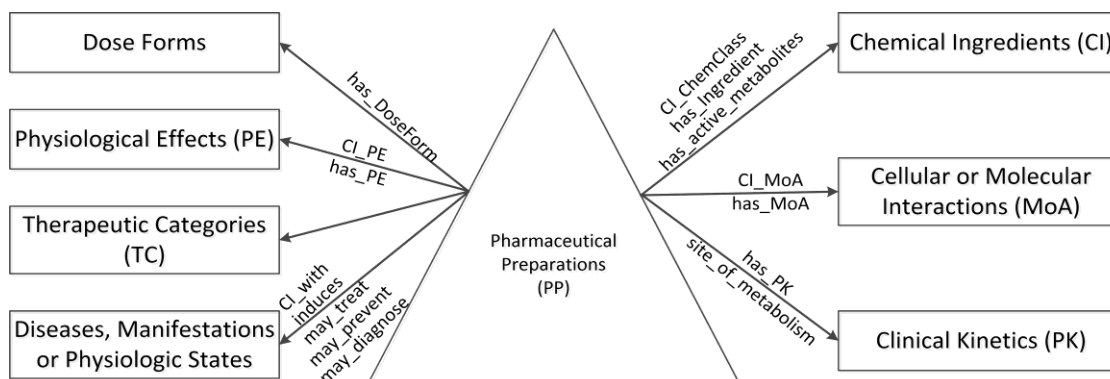 Dose Forms
has_DoseForm
Physiological Effects (PE)
CI_PE
has_PE
Therapeutic Categories
(TC)
CI_with
induces
may_treat
may_prevent
may_diagnose
Diseases, Manifestations
or Physiologic States
Pharmaceutical
Preparations
(PP)
CI_ChemClass
has_Ingredient
has_active_metabolites
Chemical Ingredients (CI)
CI_MoA
has_MoA
Cellular or Molecular
Interactions (MoA)
has_PK
site_of_metabolism
Clinical Kinetics (PK)